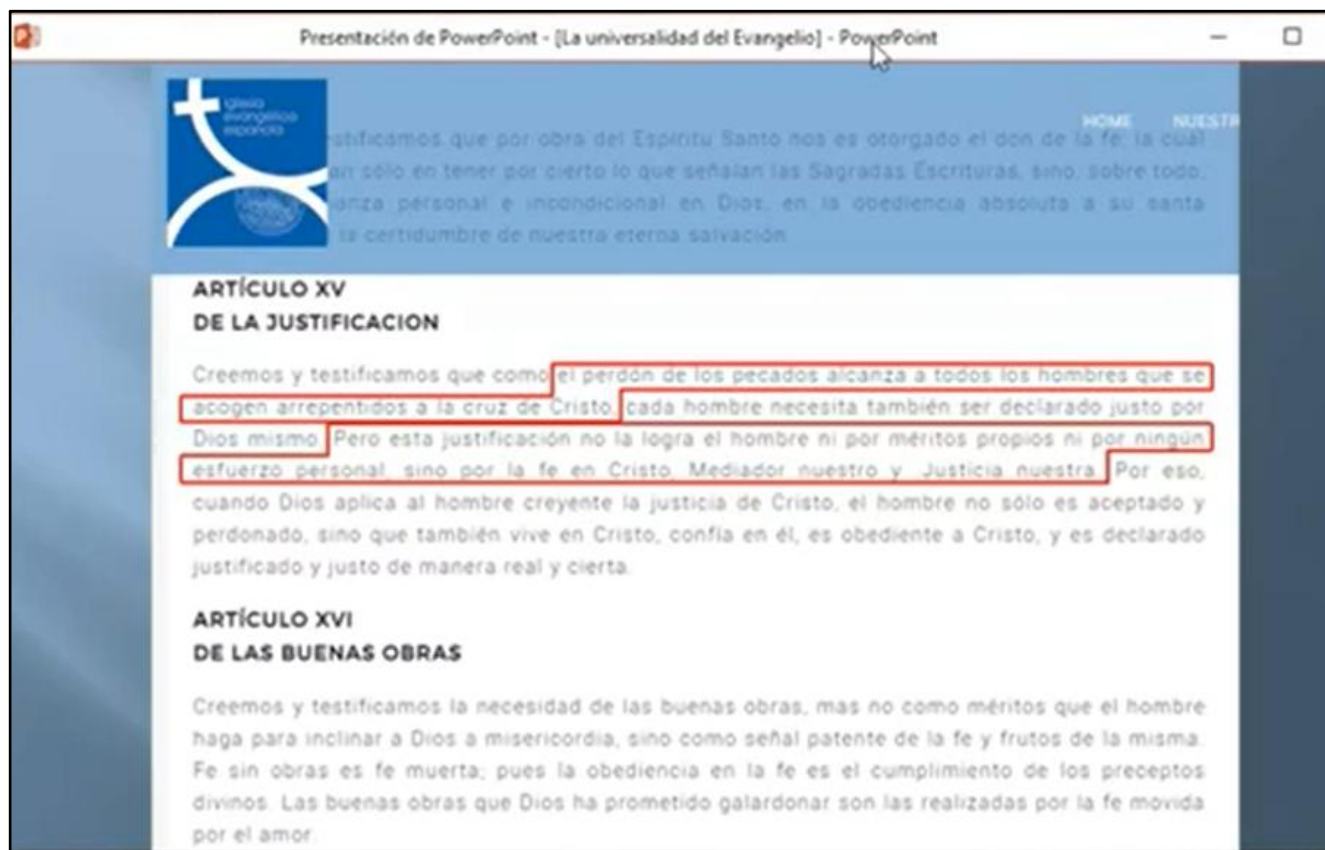 Presentación de PowerPoint - [La universalidad del Evangelio] - PowerPoint
iglesia
evangélica
española
HOME NUESTR
estificamos que por obra del Espíritu Santo nos es otorgado el don de la fe; la cual
an sólo en tener por cierto lo que señalan las Sagradas Escrituras, sino, sobre todo,
anza personal e incondicional en Dios, en la obediencia absoluta a su santa
la certidumbre de nuestra eterna salvación.
ARTÍCULO XV
DE LA JUSTIFICACION
Creemos y testificamos que como el perdón de los pecados alcanza a todos los hombres que se
acogen arrepentidos a la cruz de Cristo, cada hombre necesita también ser declarado justo por
Dios mismo. Pero esta justificación no la logra el hombre ni por méritos propios ni por ningún
esfuerzo personal, sino por la fe en Cristo, Mediador nuestro y Justicia nuestra. Por eso,
cuando Dios aplica al hombre creyente la justicia de Cristo, el hombre no sólo es aceptado y
perdonado, sino que también vive en Cristo, confía en él, es obediente a Cristo, y es declarado
justificado y justo de manera real y cierta.
ARTÍCULO XVI
DE LAS BUENAS OBRAS
Creemos y testificamos la necesidad de las buenas obras, mas no como méritos que el hombre
haga para inclinar a Dios a misericordia, sino como señal patente de la fe y frutos de la misma.
Fe sin obras es fe muerta; pues la obediencia en la fe es el cumplimiento de los preceptos
divinos. Las buenas obras que Dios ha prometido galardonar son las realizadas por la fe movida
por el amor.